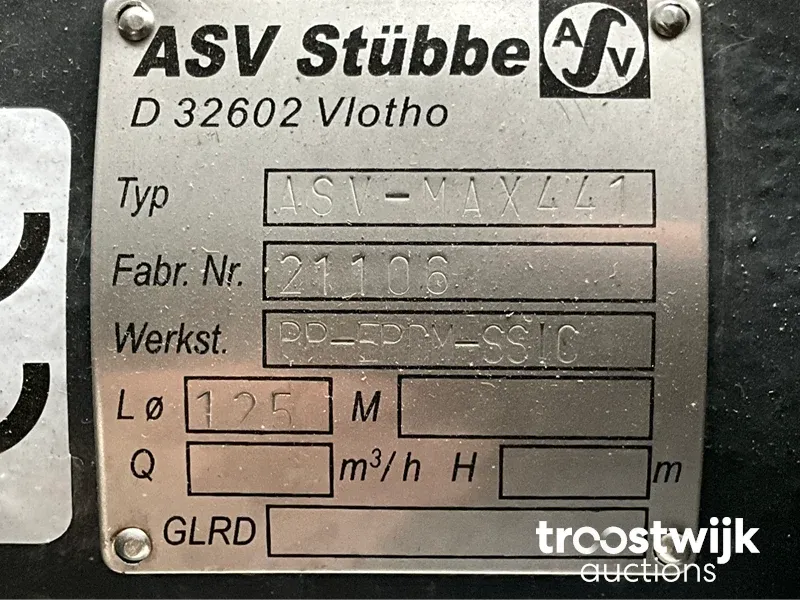 ASV Stübbe ASV
D 32602 Vlotho
Typ ASV-MAX441
Fabr. Nr. 21106
Werkst. PP-EPDM-SSIC
L ø 125 M
Q m³/h H m
GLRD
troostwijk
auctions